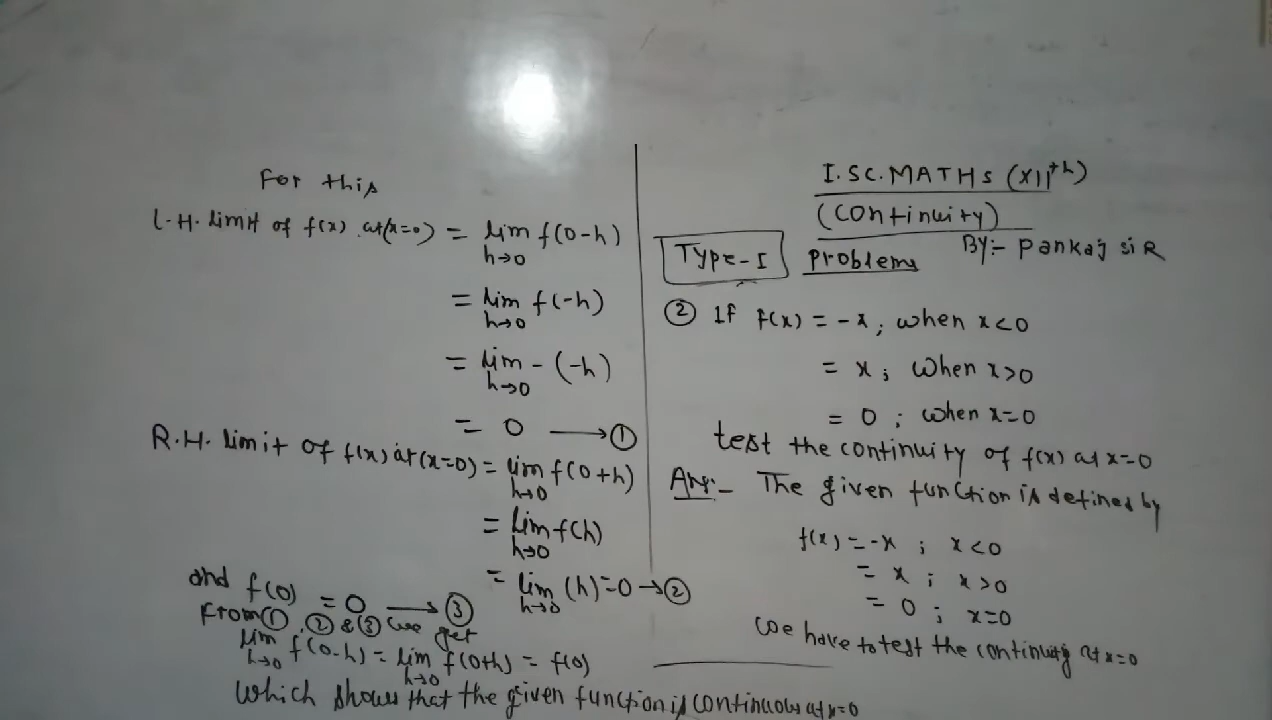 I.SC.MATHS (XIIth)
(continuity)
BY:- Pankaj siR
Type-I problems
② If f(x) = -x; when x<0
= x; when x>0
= 0; when x=0
test the continuity of f(x) at x=0
Ans:- The given function is defined by
f(x) = -x ; x<0
= x ; x>0
= 0 ; x=0
we have to test the continuity at x=0
For this
L.H. limit of f(x) at (x=0) = lim f(0-h)
h→0
= lim f(-h)
h→0
= lim - (-h)
h→0
= 0 → ①
R.H. limit of f(x) at (x=0) = lim f(0+h)
h→0
= lim f(h)
h→0
= lim (h)=0 → ②
h→0
and f(0) = 0 → ③
From ①, ② & ③ we get
lim f(0-h) = lim f(0+h) = f(0)
h→0 h→0
which shows that the given function is continuous at x=0